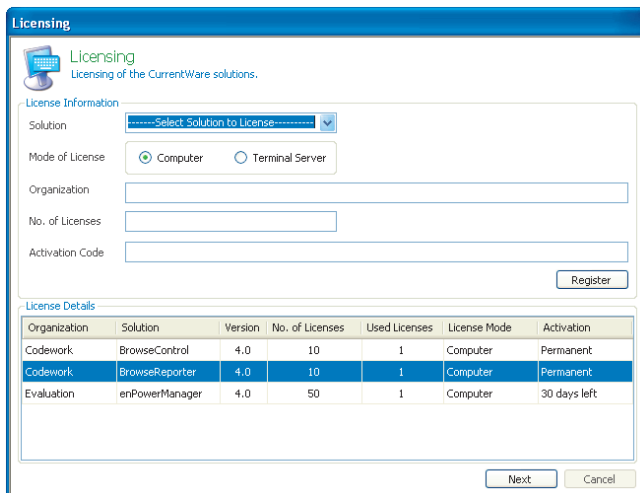 Licensing
Licensing
Licensing of the CurrentWare solutions.
License Information
Solution -------Select Solution to License----------
Mode of License Computer Terminal Server
Organization
No. of Licenses
Activation Code
Register
License Details
Organization Solution Version No. of Licenses Used Licenses License Mode Activation
Codework BrowseControl 4.0 10 1 Computer Permanent
Codework BrowseReporter 4.0 10 1 Computer Permanent
Evaluation enPowerManager 4.0 50 1 Computer 30 days left
Next Cancel